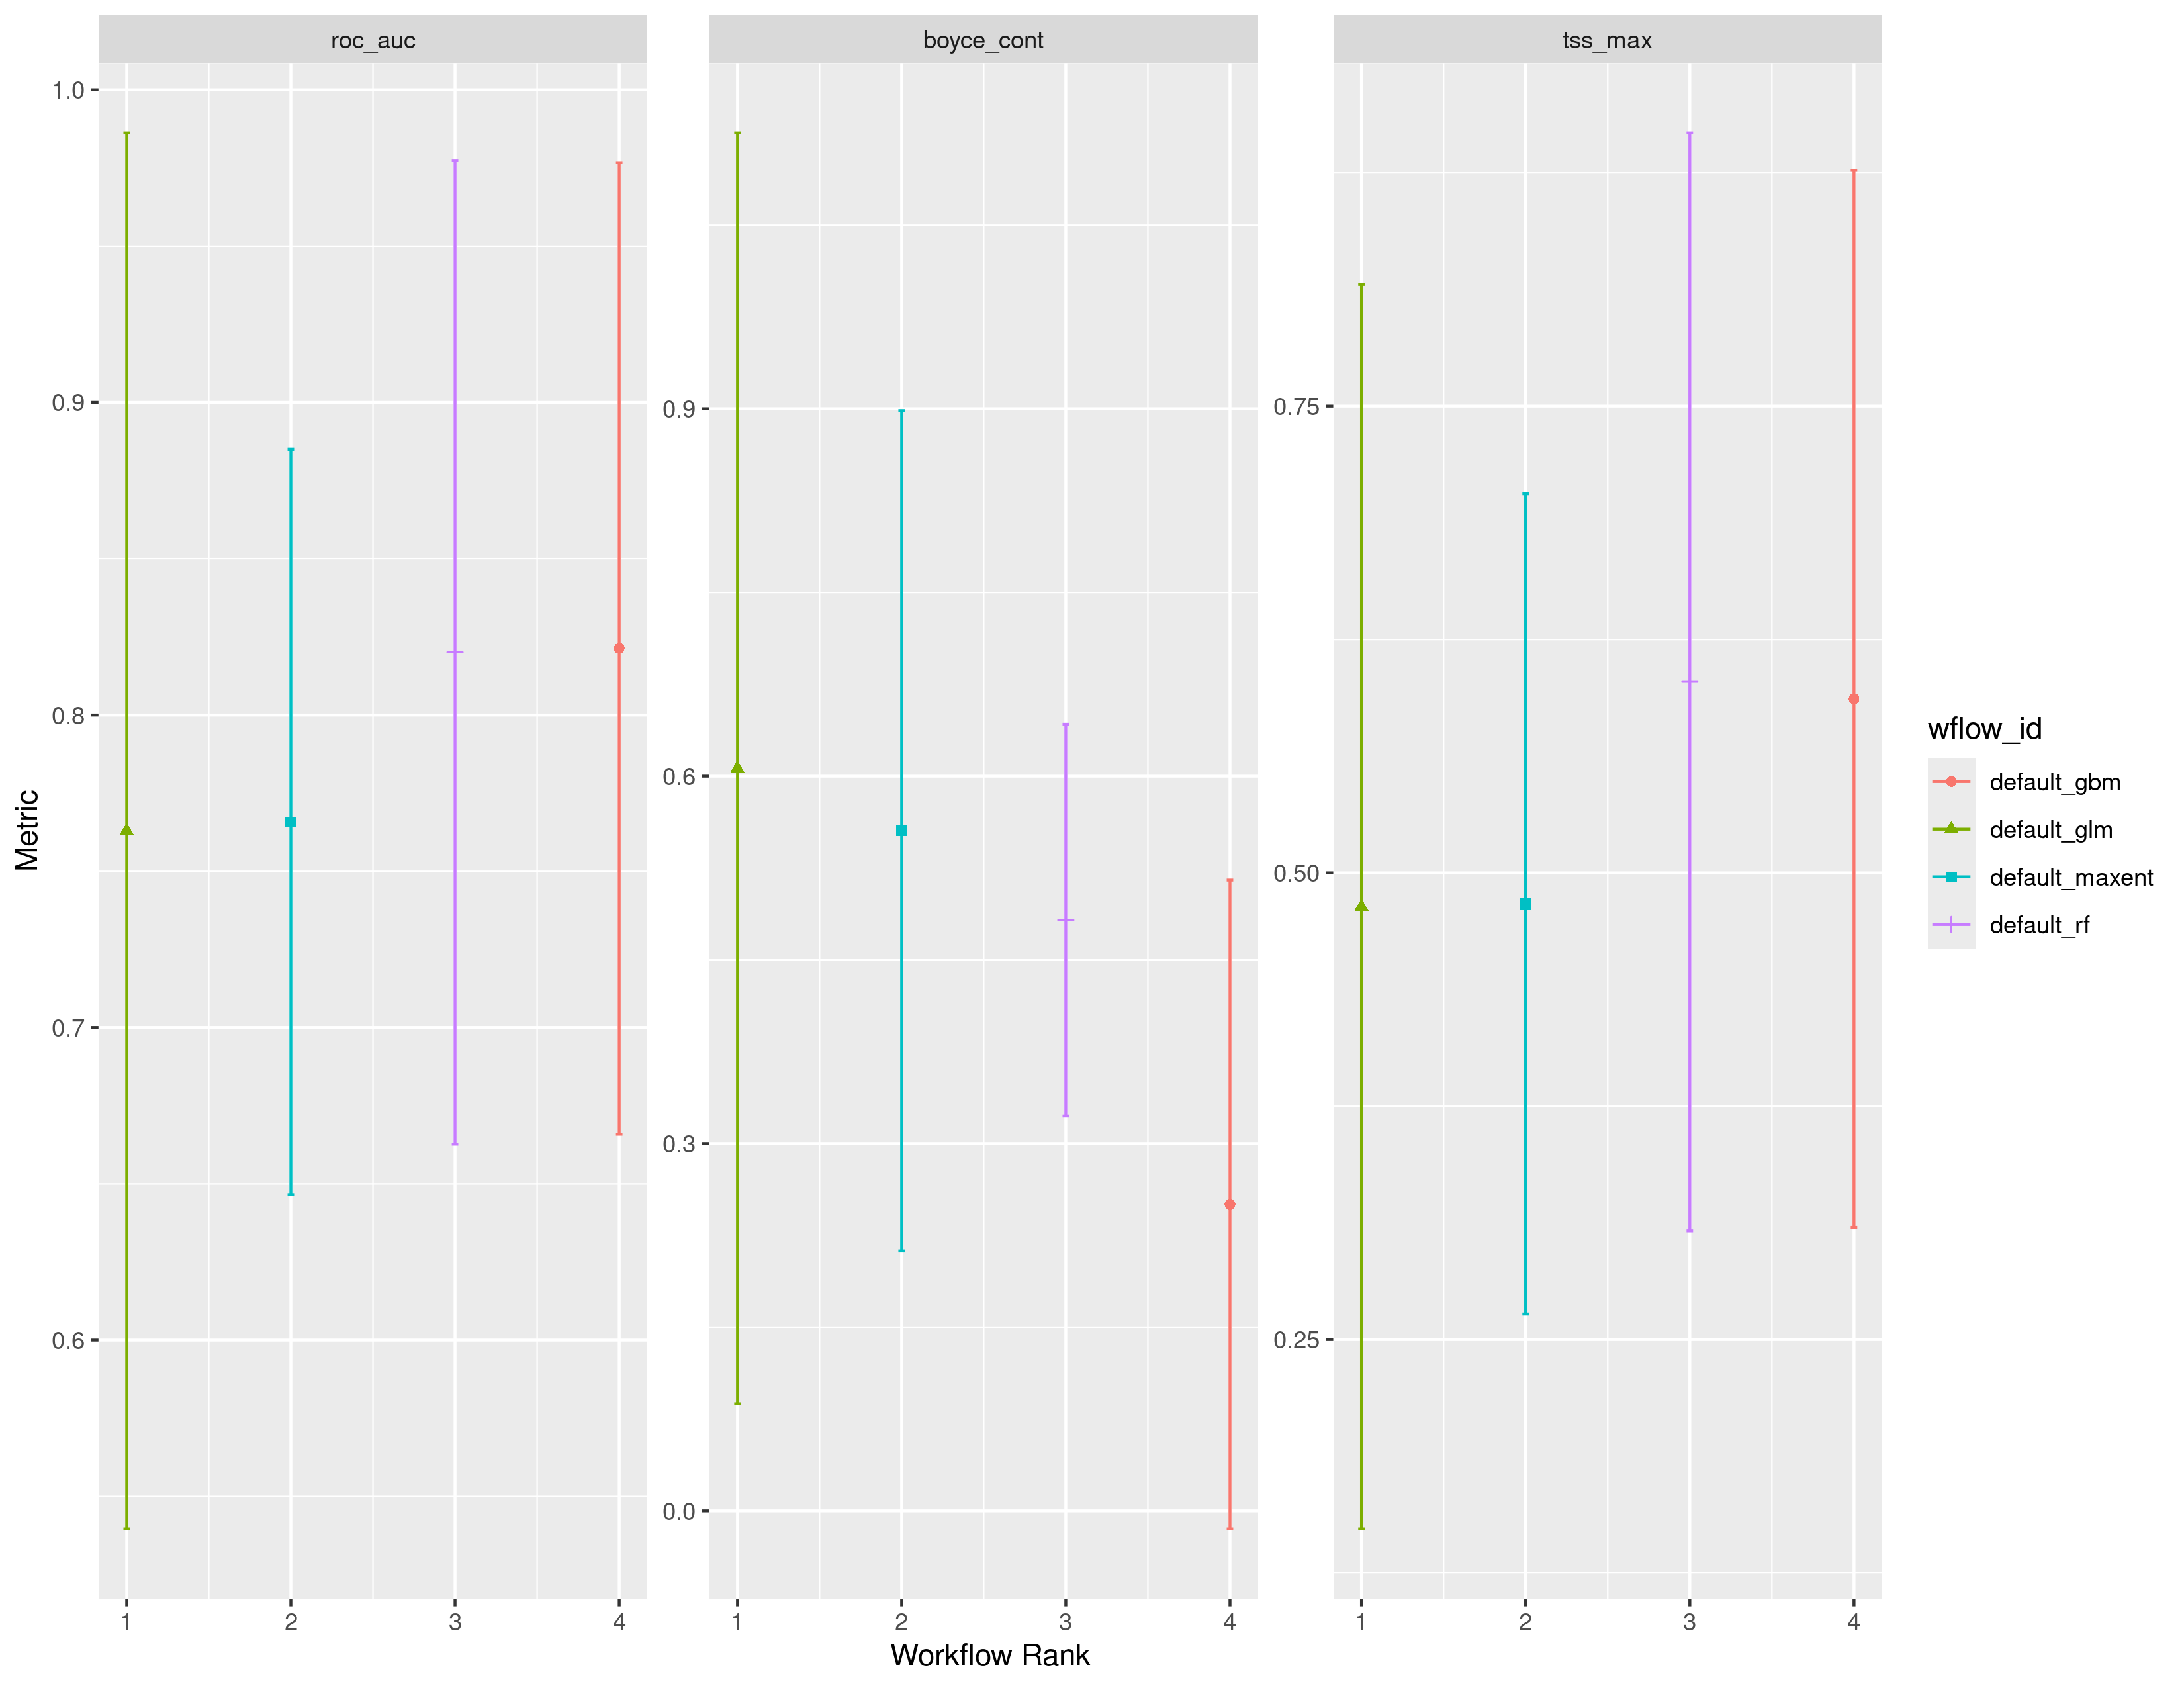 roc_auc
boyce_cont
tss_max
Metric
1.0
0.9
0.8
0.7
0.6
0.9
0.6
0.3
0.0
0.75
0.50
0.25
1 2 3 4
1 2 3 4
1 2 3 4
Workflow Rank
wflow_id
default_gbm
default_glm
default_maxent
default_rf